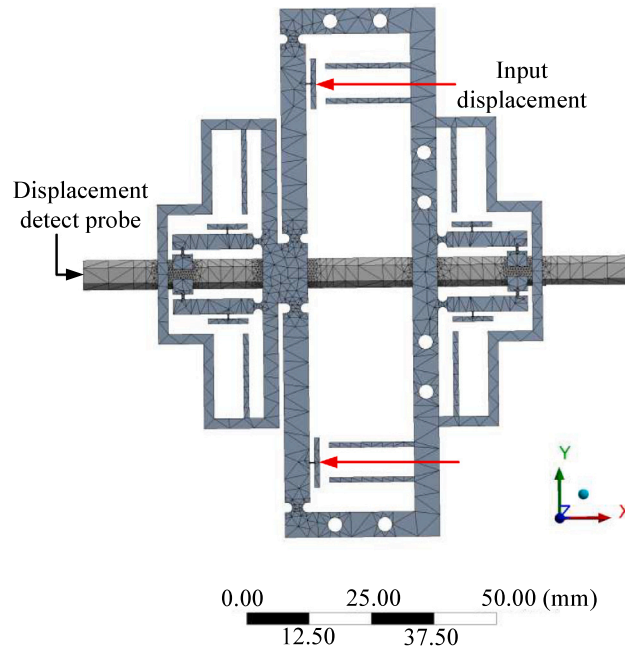 Input
displacement
Displacement
detect probe
Y
Z
X
0.00 25.00 50.00 (mm)
12.50 37.50